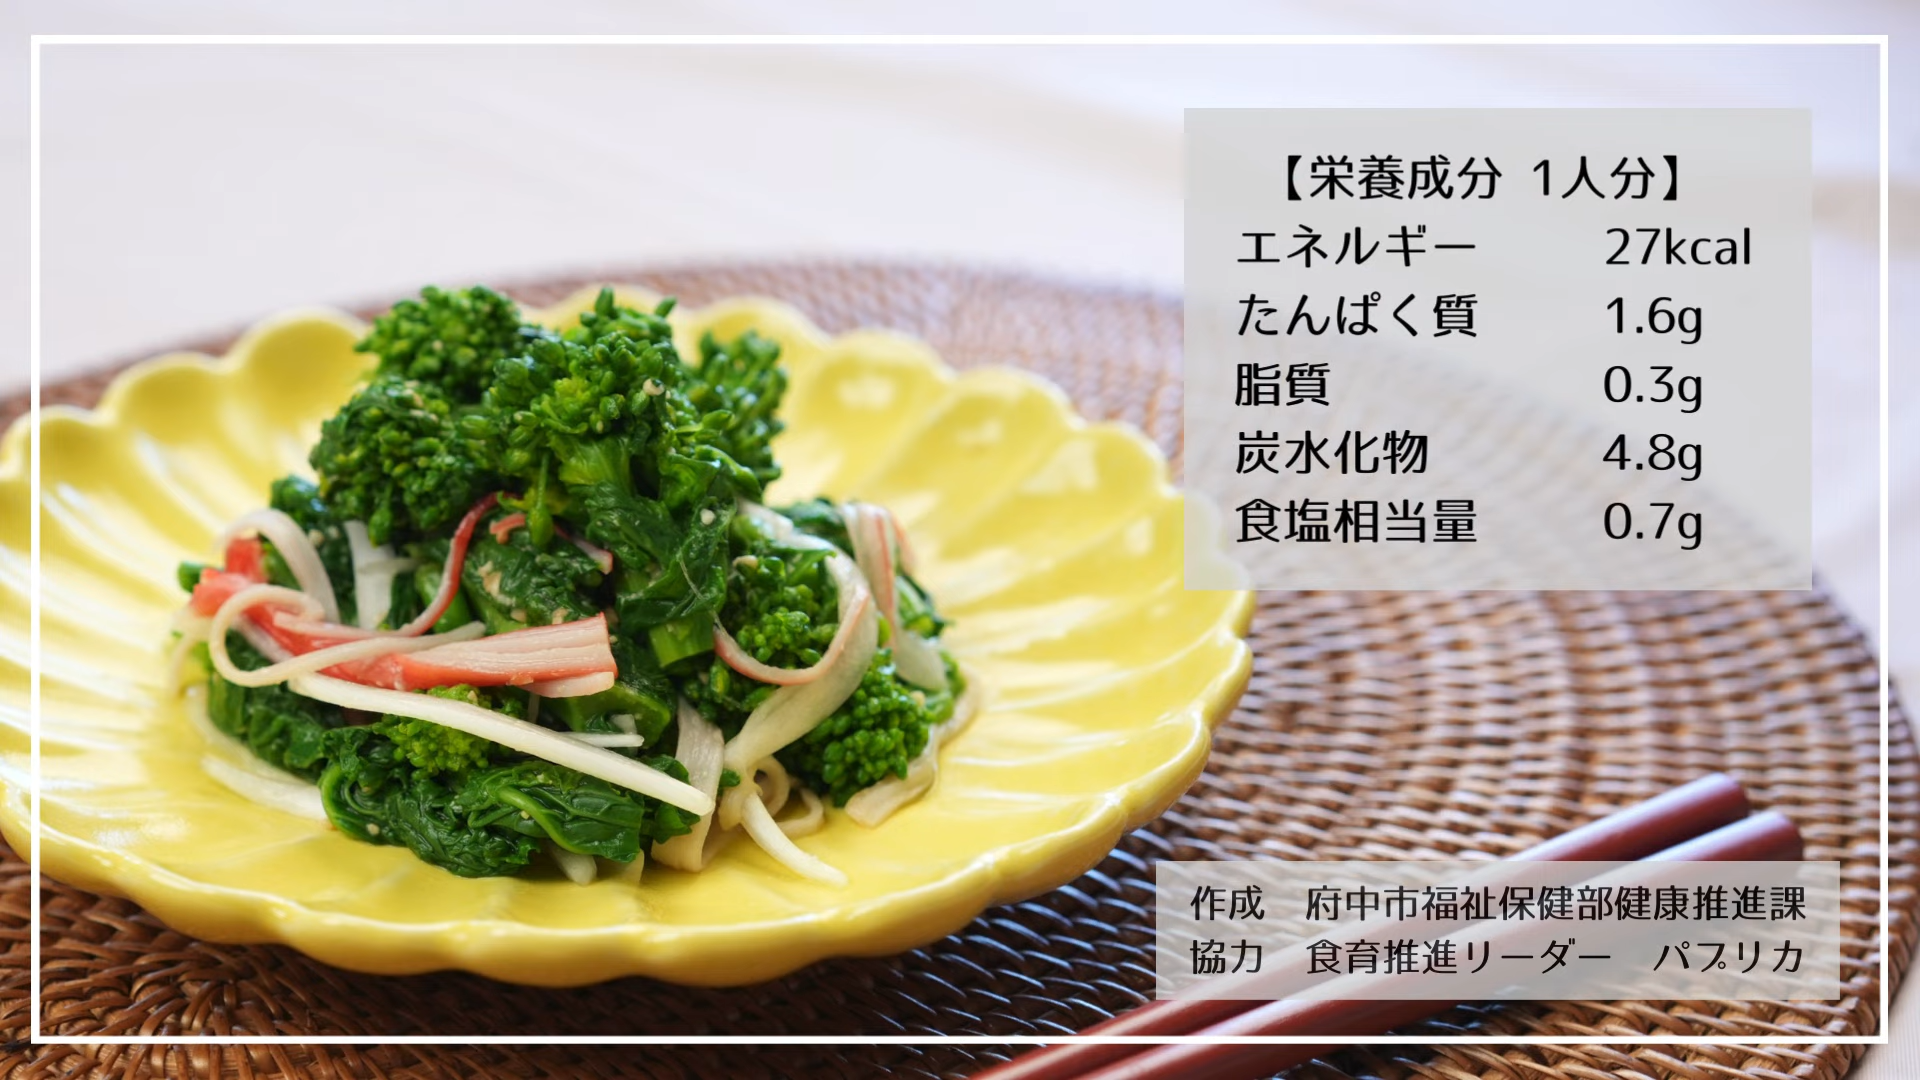 【栄養成分 1人分】
エネルギー 27kcal
たんぱく質 1.6g
脂質 0.3g
炭水化物 4.8g
食塩相当量 0.7g
作成 府中市福祉保健部健康推進課
協力 食育推進リーダー パプリカ